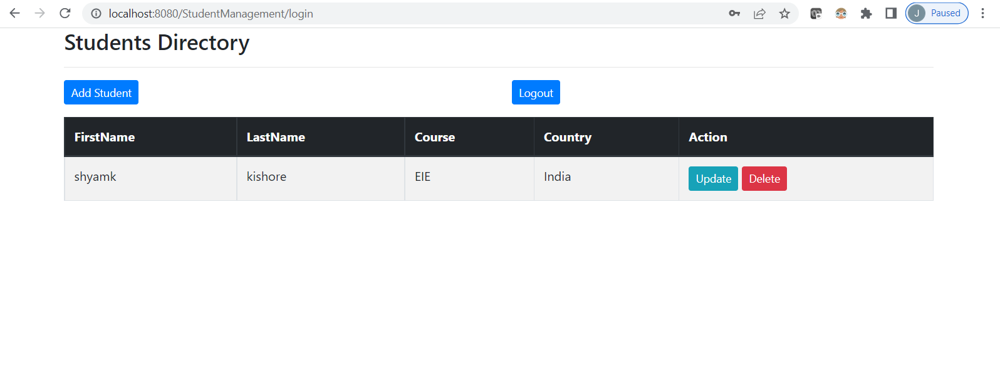 localhost:8080/StudentManagement/login
J Paused
Students Directory
Add Student Logout
FirstName LastName Course Country Action
shyamk kishore EIE India Update Delete